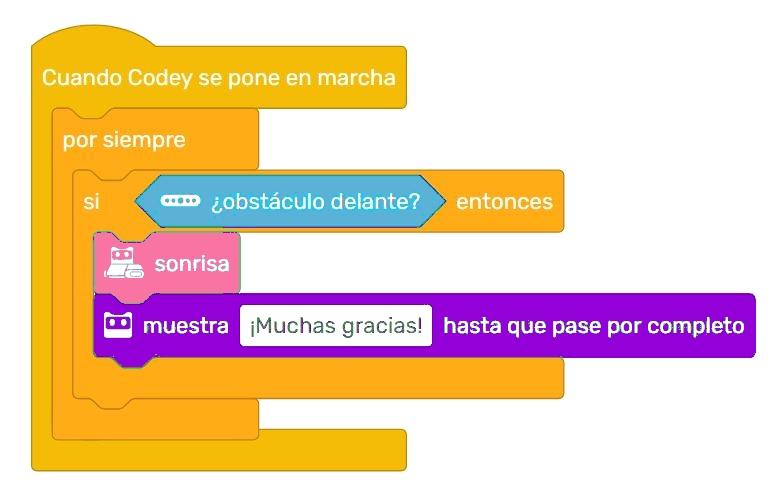 Cuando Codey se pone en marcha
por siempre
si ¿obstáculo delante? entonces
sonrisa
muestra ¡Muchas gracias! hasta que pase por completo